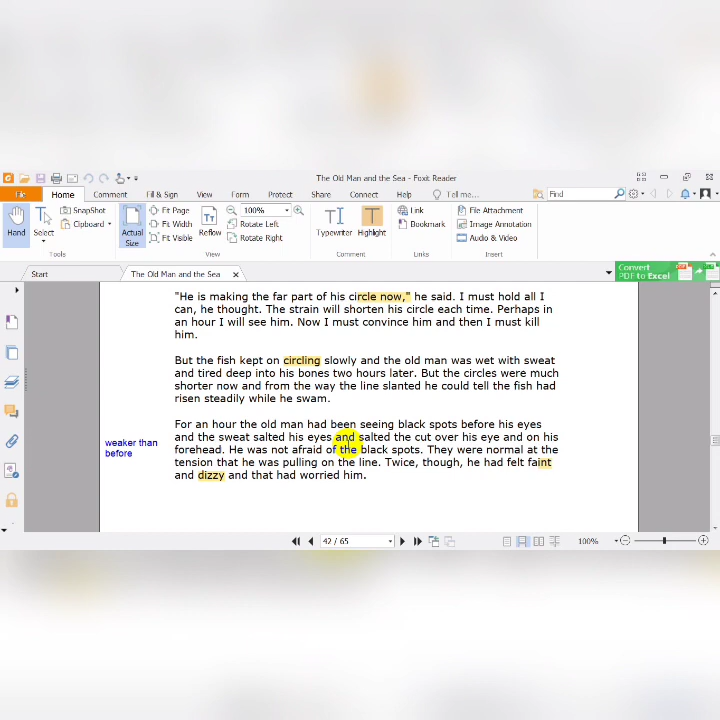 The Old Man and the Sea - Foxit Reader
File Home Comment Fill & Sign View Form Protect Share Connect Help Tell me... Find
Hand
Select
SnapShot
Clipboard
Actual Size
Fit Page
Fit Width
Fit Visible
Reflow
100%
Rotate Left
Rotate Right
Typewriter
Highlight
Link
Bookmark
File Attachment
Image Annotation
Audio & Video
Tools View Comment Links Insert
Start
The Old Man and the Sea
Convert
PDF to Excel
"He is making the far part of his circle now," he said. I must hold all I
can, he thought. The strain will shorten his circle each time. Perhaps in
an hour I will see him. Now I must convince him and then I must kill
him.
But the fish kept on circling slowly and the old man was wet with sweat
and tired deep into his bones two hours later. But the circles were much
shorter now and from the way the line slanted he could tell the fish had
risen steadily while he swam.
For an hour the old man had been seeing black spots before his eyes
and the sweat salted his eyes and salted the cut over his eye and on his
forehead. He was not afraid of the black spots. They were normal at the
tension that he was pulling on the line. Twice, though, he had felt faint
and dizzy and that had worried him.
weaker than
before
42 / 65
100%